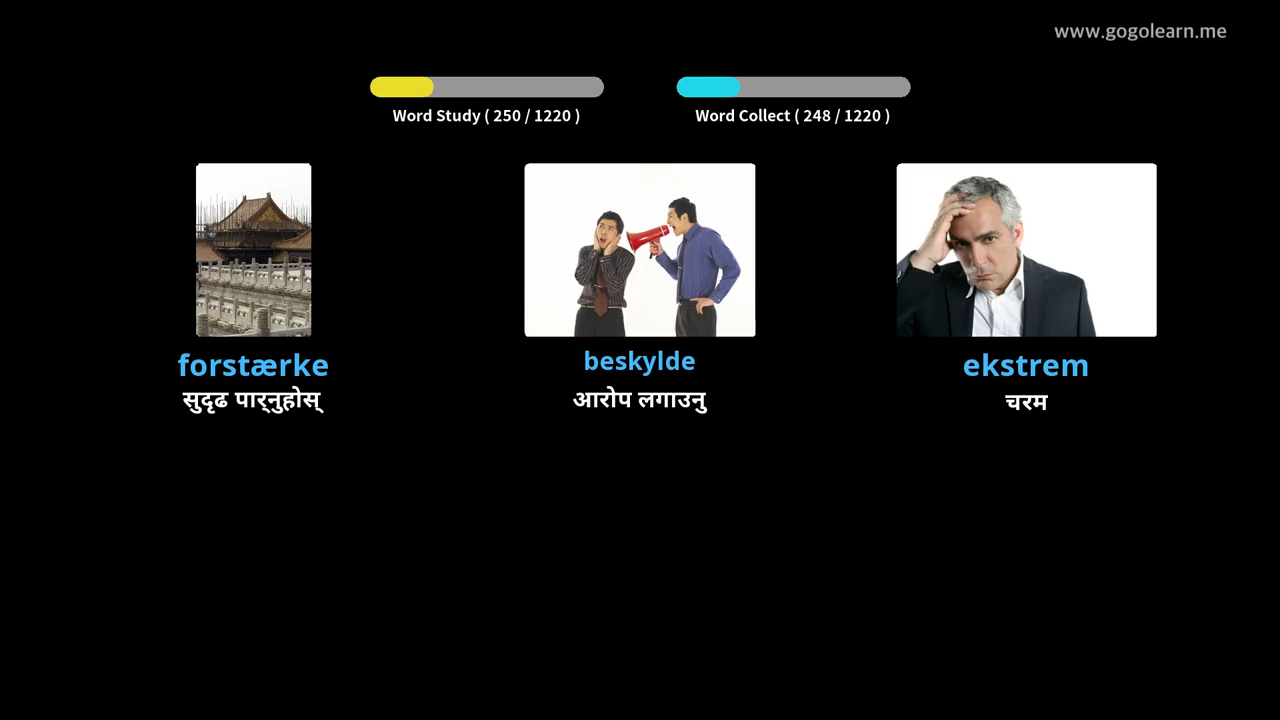 www.gogolearn.me
Word Study ( 250 / 1220 )
Word Collect ( 248 / 1220 )
forstærke
सुदृढ पार्नुहोस्
beskylde
आरोप लगाउनु
ekstrem
चरम